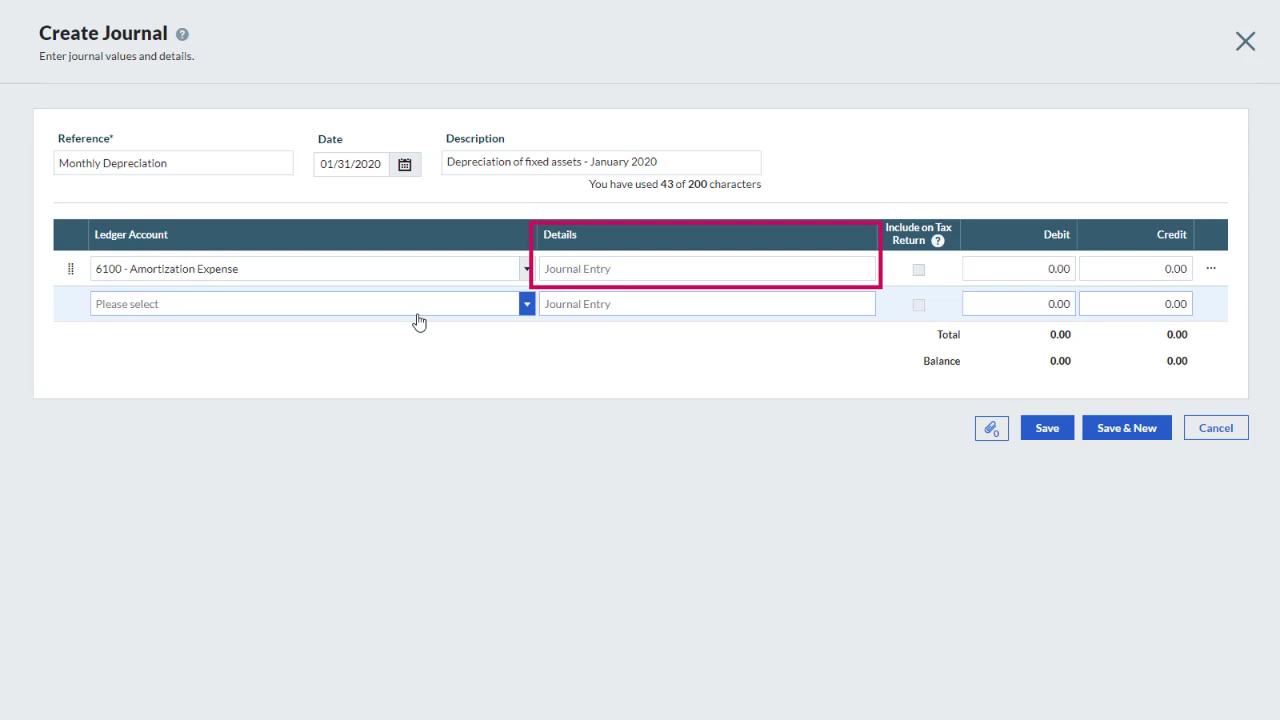 Create Journal ?
Enter journal values and details.
Reference* Date Description
Monthly Depreciation 01/31/2020 Depreciation of fixed assets - January 2020
You have used 43 of 200 characters
Ledger Account Details Include on Tax Return ? Debit Credit
6100 - Amortization Expense Journal Entry 0.00 0.00
Please select Journal Entry 0.00 0.00
Total 0.00 0.00
Balance 0.00 0.00
0 Save Save & New Cancel